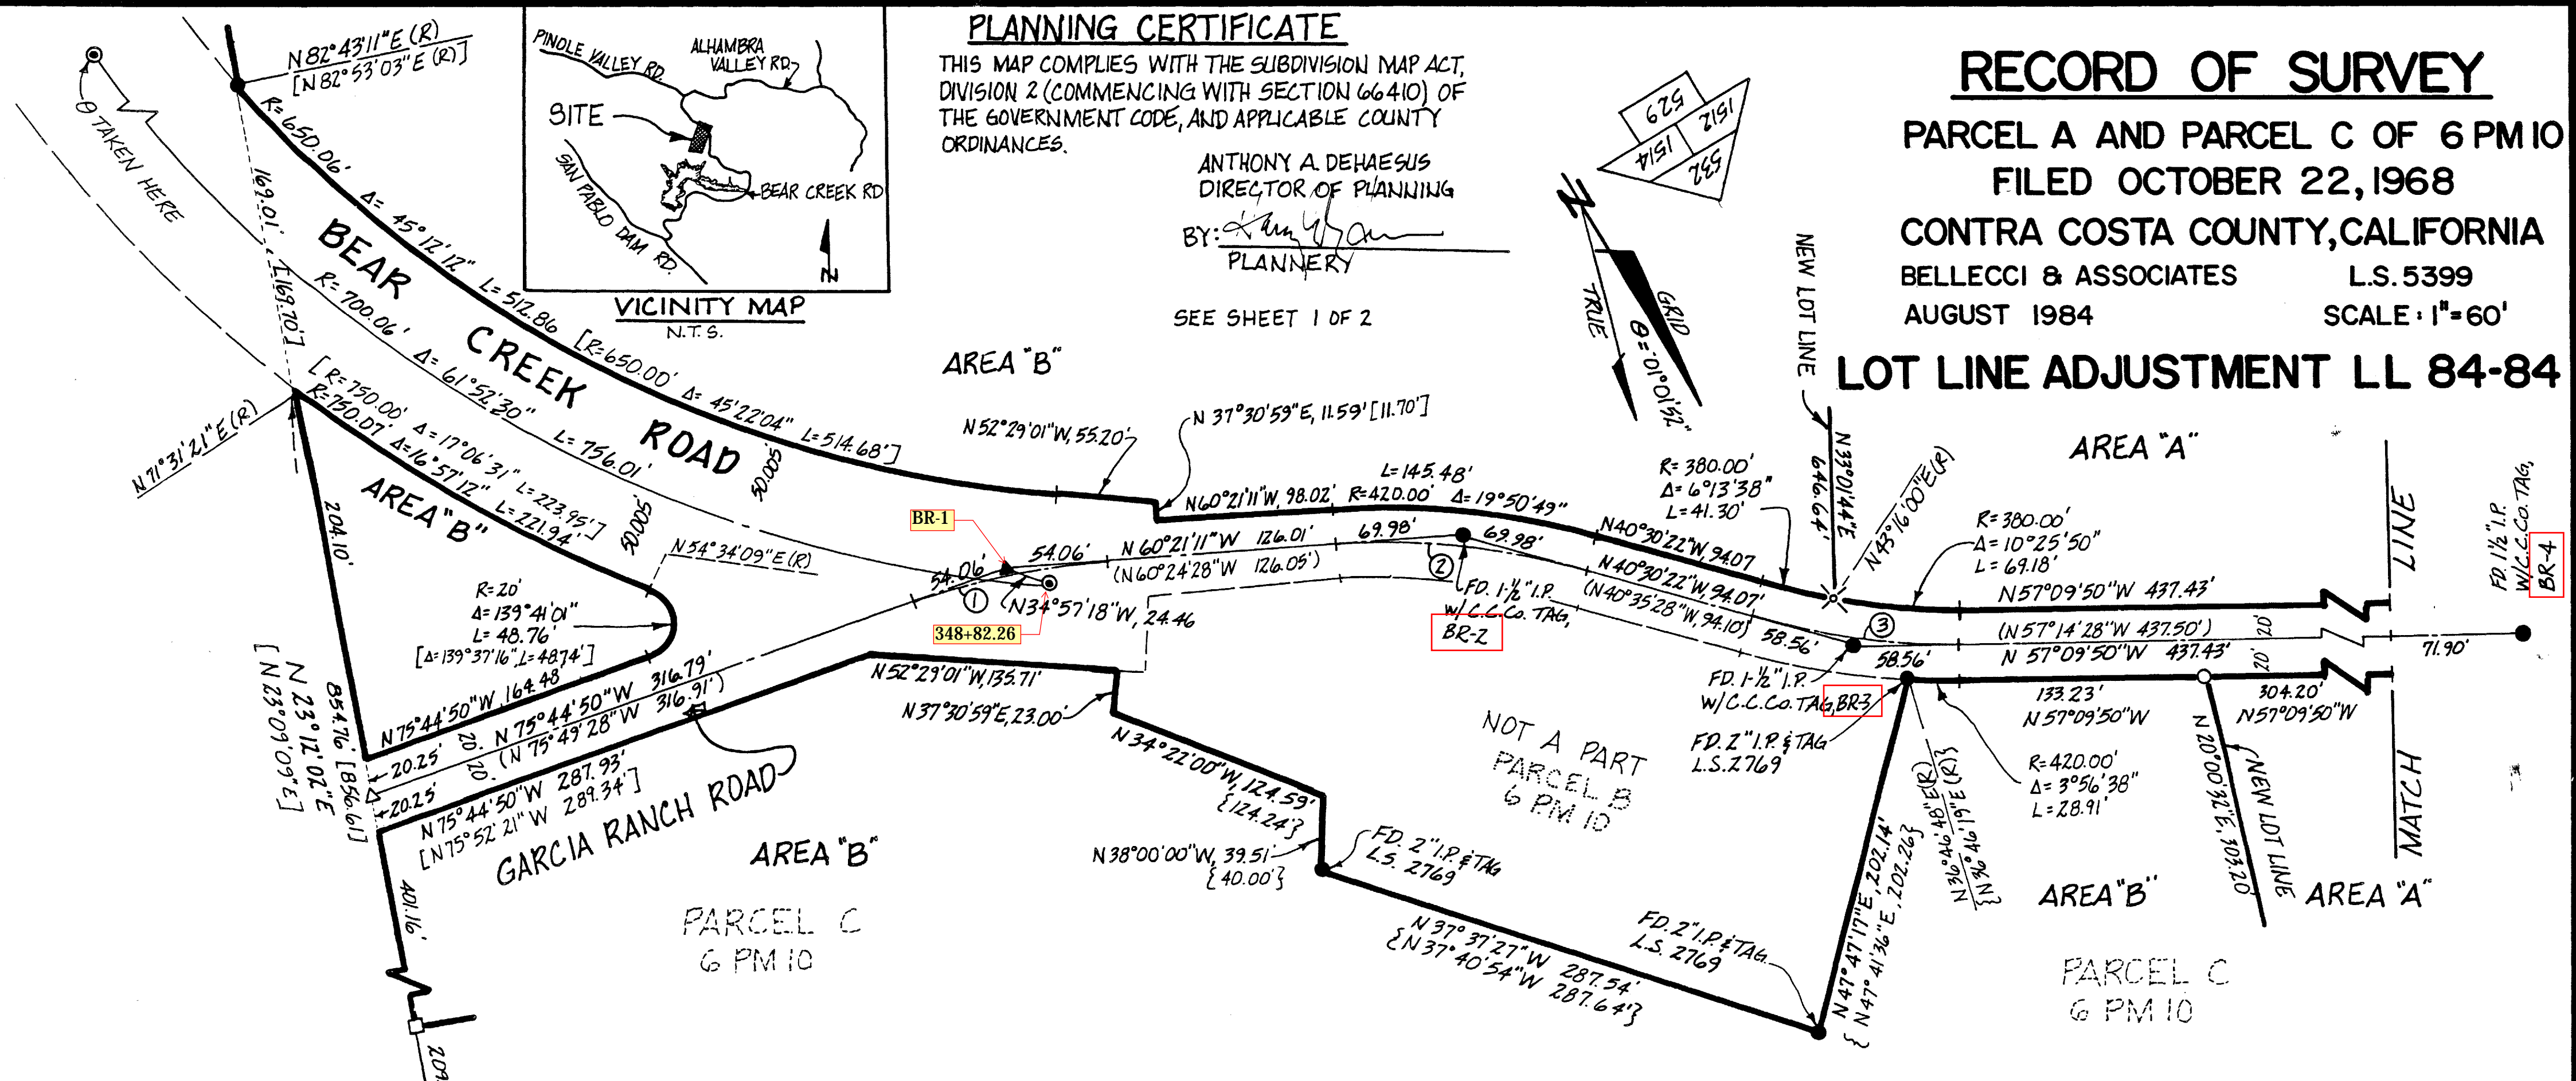 PLANNING CERTIFICATE
THIS MAP COMPLIES WITH THE SUBDIVISION MAP ACT,
DIVISION 2 (COMMENCING WITH SECTION 66410) OF
THE GOVERNMENT CODE, AND APPLICABLE COUNTY
ORDINANCES.
ANTHONY A. DEHAESUS
DIRECTOR OF PLANNING
BY:
PLANNERY
SEE SHEET 1 OF 2
RECORD OF SURVEY
PARCEL A AND PARCEL C OF 6 PM 10
FILED OCTOBER 22, 1968
CONTRA COSTA COUNTY, CALIFORNIA
BELLECCI & ASSOCIATES L.S. 5399
AUGUST 1984 SCALE: 1"=60'
LOT LINE ADJUSTMENT LL 84-84
PINOLE VALLEY RD.
ALHAMBRA
VALLEY RD.
SITE
SAN PABLO DAM RD.
BEAR CREEK RD
N
VICINITY MAP
N.T.S.
529
1512
1514
532
N
TRUE
GRID
θ=-01°01'52"
N 82°43'11"E (R)
[N 82°53'03"E (R)]
θ TAKEN HERE
R=650.06' Δ= 45°12'12" L=512.86
[R=650.00' Δ= 45°22'04" L=514.68']
169.01' [169.70']
BEAR CREEK ROAD
R=700.06' Δ= 61°52'30" L=756.01'
50.005'
50.005'
[R=750.00' Δ=17°06'31" L=223.95']
R=750.07' Δ=16°57'12" L=221.94'
N 71°31'21"E (R)
AREA "B"
204.10'
N 54°34'09"E (R)
R=20'
Δ=139°41'01"
L= 48.76'
[Δ=139°37'16", L=48.74']
N 75°44'50"W, 164.48'
N 75°44'50"W 316.79'
(N 75°49'28"W 316.91')
20.25'
20'
20'
20.25'
N 75°44'50"W 287.93'
[N 75°52'21"W 289.34']
GARCIA RANCH ROAD
854.76' [856.61]
N 23°12'02"E
[N 23°09'09"E]
401.16'
209.
AREA "B"
AREA "B"
PARCEL C
6 PM 10
N 52°29'01"W, 55.20'
N 37°30'59"E, 11.59' [11.70']
BR-1
54.06'
54.06'
1
N 34°57'18"W, 24.46
348+82.26
N 60°21'11"W, 98.02'
L=145.48'
R=420.00' Δ=19°50'49"
N 60°21'11"W 126.01'
(N 60°24'28"W 126.05')
69.98'
69.98'
2
FD. 1-½" I.P.
W/C.C.Co. TAG,
BR-2
N 40°30'22"W, 94.07
N 40°30'22"W, 94.07'
(N 40°35'28"W, 94.10')
R=380.00'
Δ=6°13'38"
L=41.30'
NEW LOT LINE
N 33°01'44"E
646.64'
N 43°16'00"E (R)
AREA "A"
R=380.00'
Δ=10°25'50"
L=69.18'
N 57°09'50"W 437.43'
(N 57°14'28"W 437.50')
N 57°09'50"W 437.43'
20'
20'
3
58.56'
58.56'
FD. 1-½" I.P.
W/C.C.Co. TAG, BR-3
FD. 2" I.P. & TAG
L.S. 2769
71.90'
FD. 1½" I.P.
W/C.C.Co. TAG,
BR-4
LINE
MATCH
133.23'
N 57°09'50"W
304.20'
N 57°09'50"W
R=420.00'
Δ=3°56'38"
L=28.91'
N 36°46'48"E (R)
{N 36°46'19"E (R)}
N 20°00'32"E, 303.20'
NEW LOT LINE
AREA "B"
AREA "A"
PARCEL C
6 PM 10
N 52°29'01"W, 135.71'
N 37°30'59"E, 23.00'
N 34°22'00"W, 124.59'
{124.24'}
N 38°00'00"W, 39.51'
{40.00'}
NOT A PART
PARCEL B
6 P.M. 10
FD. 2" I.P. & TAG
L.S. 2769
N 37°37'27"W 287.54'
{N 37°40'54"W 287.64'}
FD. 2" I.P. & TAG
L.S. 2769
N 47°47'17"E, 202.14'
{N 47°41'36"E, 202.26}